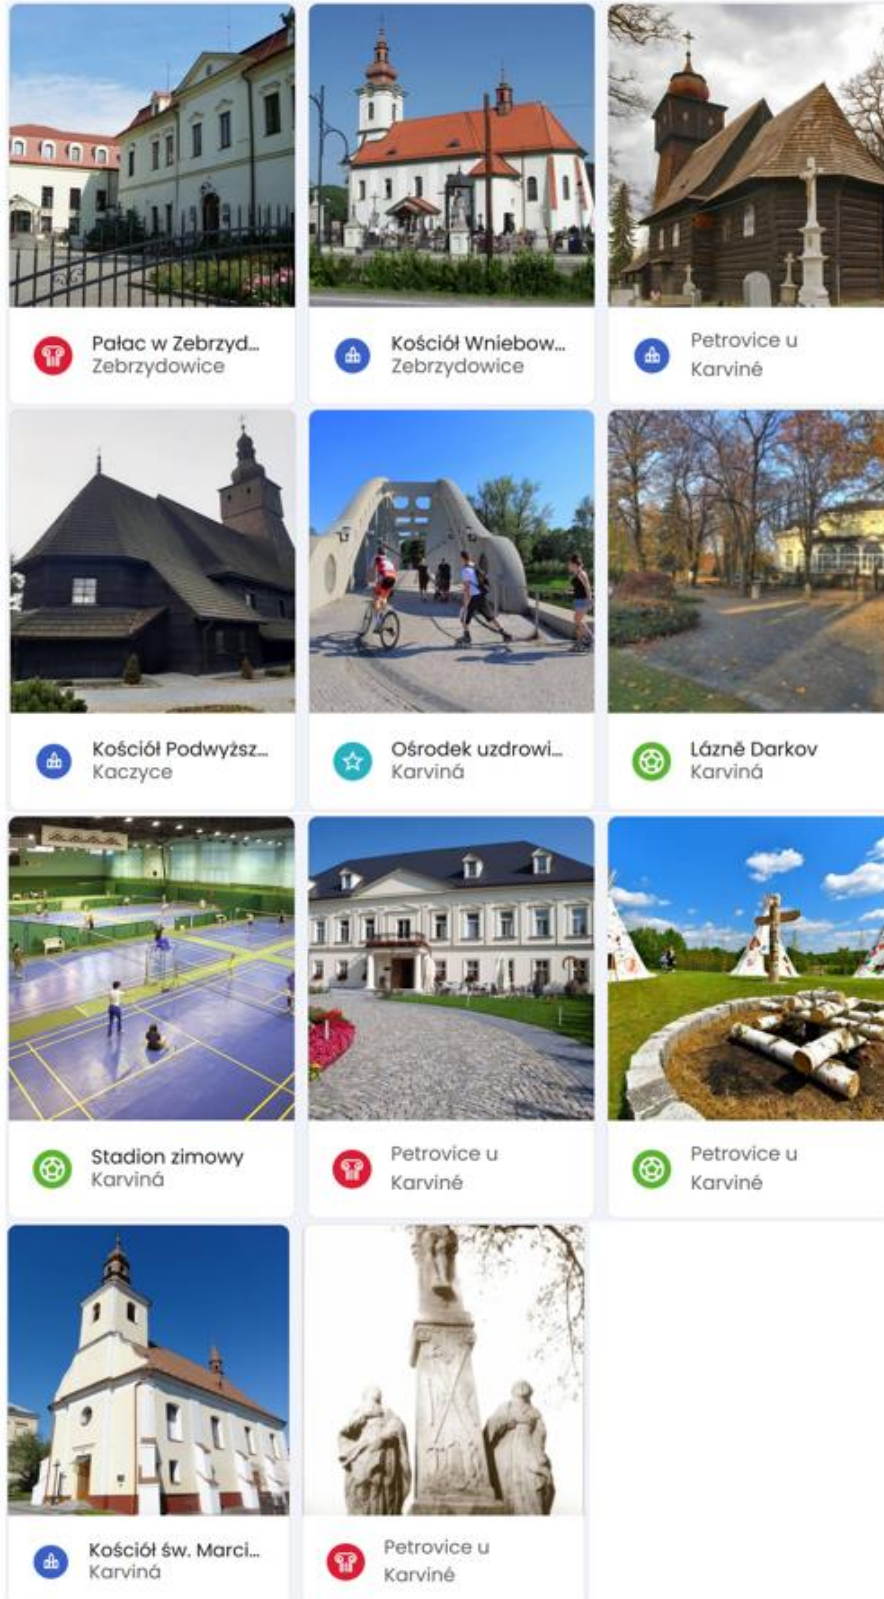 Pałac w Zebrzyd...
Zebrzydowice
Kościół Wniebow...
Zebrzydowice
Petrovice u
Karviné
Kościół Podwyższ...
Kaczyce
Ośrodek uzdrowi...
Karviná
Lázně Darkov
Karviná
Stadion zimowy
Karviná
Petrovice u
Karviné
Petrovice u
Karviné
Kościół św. Marci...
Karviná
Petrovice u
Karviné